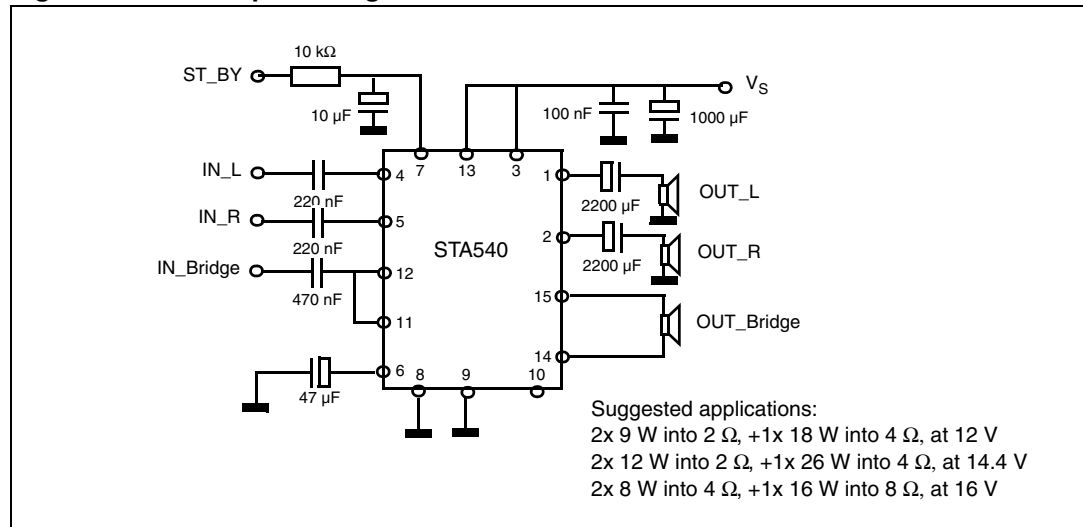 10 kΩ
ST_BY
10 µF
100 nF
1000 µF
V_S
IN_L
220 nF
IN_R
220 nF
IN_Bridge
470 nF
47 µF
4
7
13
3
1
5
2
12
15
11
14
6
8
9
10
STA540
2200 µF
OUT_L
2200 µF
OUT_R
OUT_Bridge
Suggested applications:
2x 9 W into 2 Ω, +1x 18 W into 4 Ω, at 12 V
2x 12 W into 2 Ω, +1x 26 W into 4 Ω, at 14.4 V
2x 8 W into 4 Ω, +1x 16 W into 8 Ω, at 16 V